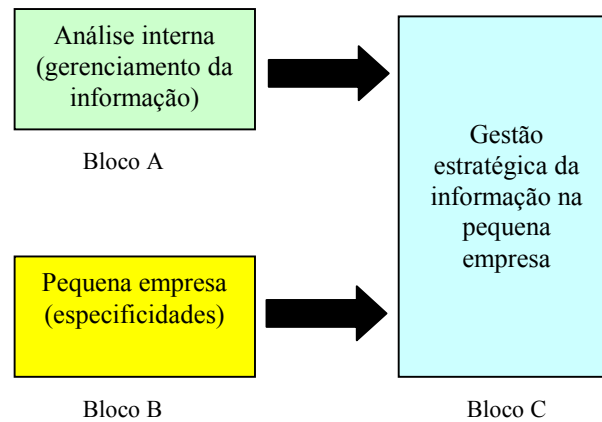 Análise interna
(gerenciamento da
informação)
Bloco A
Pequena empresa
(especificidades)
Bloco B
Gestão
estratégica da
informação na
pequena
empresa
Bloco C